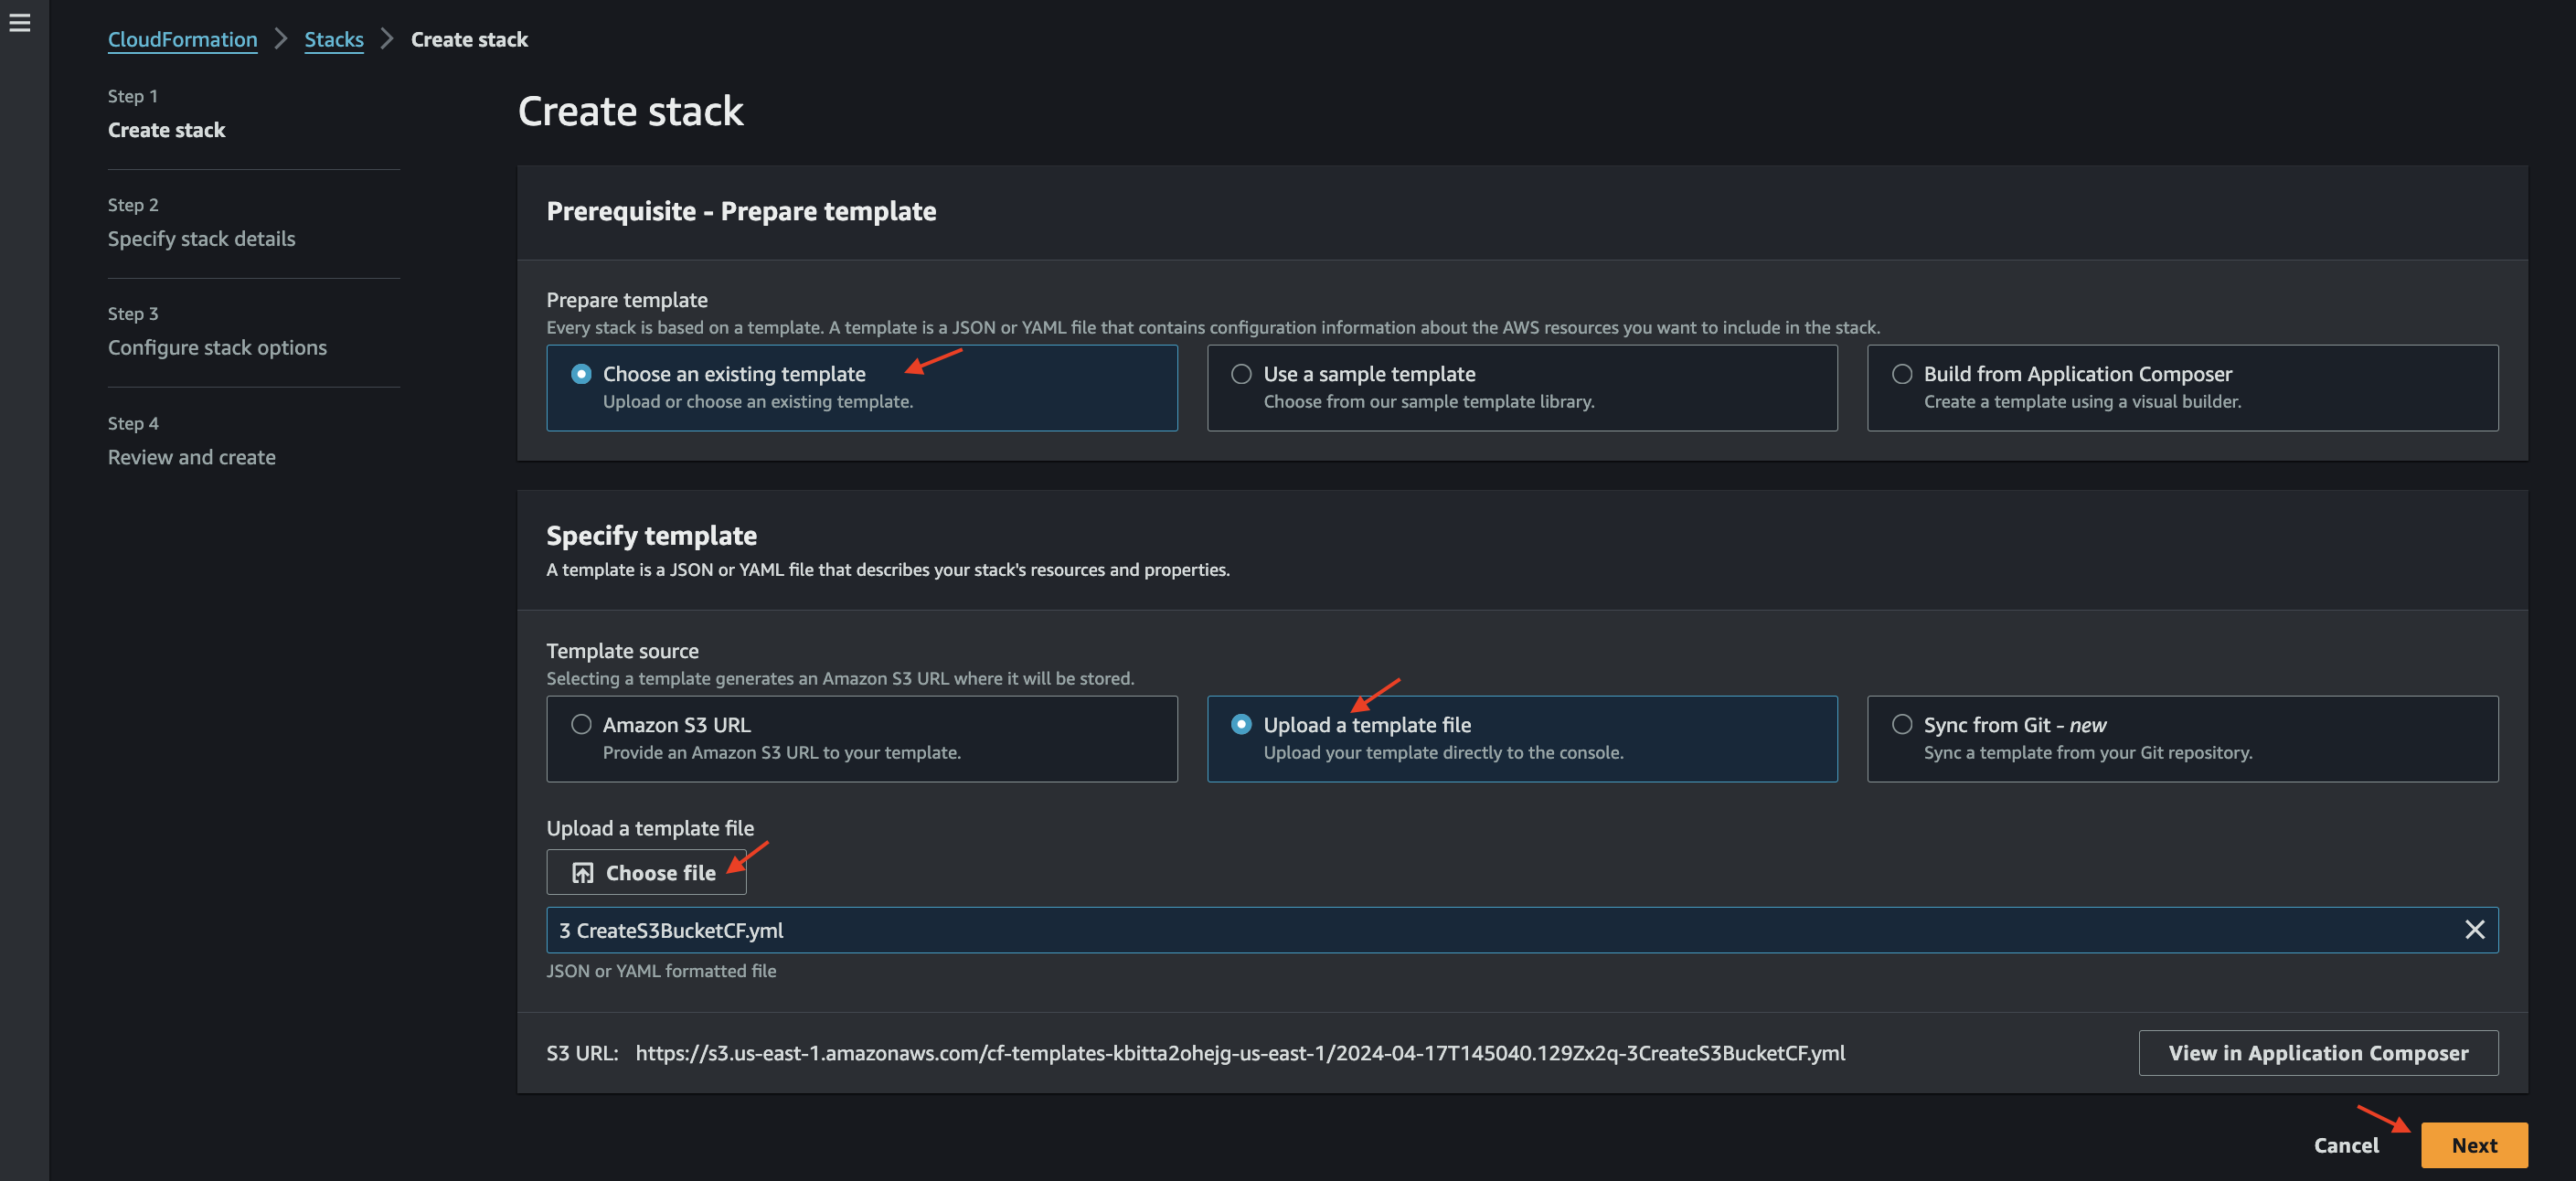 CloudFormation > Stacks > Create stack
Step 1
Create stack
Step 2
Specify stack details
Step 3
Configure stack options
Step 4
Review and create
Create stack
Prerequisite - Prepare template
Prepare template
Every stack is based on a template. A template is a JSON or YAML file that contains configuration information about the AWS resources you want to include in the stack.
Choose an existing template
Upload or choose an existing template.
Use a sample template
Choose from our sample template library.
Build from Application Composer
Create a template using a visual builder.
Specify template
A template is a JSON or YAML file that describes your stack's resources and properties.
Template source
Selecting a template generates an Amazon S3 URL where it will be stored.
Amazon S3 URL
Provide an Amazon S3 URL to your template.
Upload a template file
Upload your template directly to the console.
Sync from Git - new
Sync a template from your Git repository.
Upload a template file
Choose file
3 CreateS3BucketCF.yml
JSON or YAML formatted file
S3 URL: https://s3.us-east-1.amazonaws.com/cf-templates-kbitta2ohejg-us-east-1/2024-04-17T145040.129Zx2q-3CreateS3BucketCF.yml
View in Application Composer
Cancel
Next